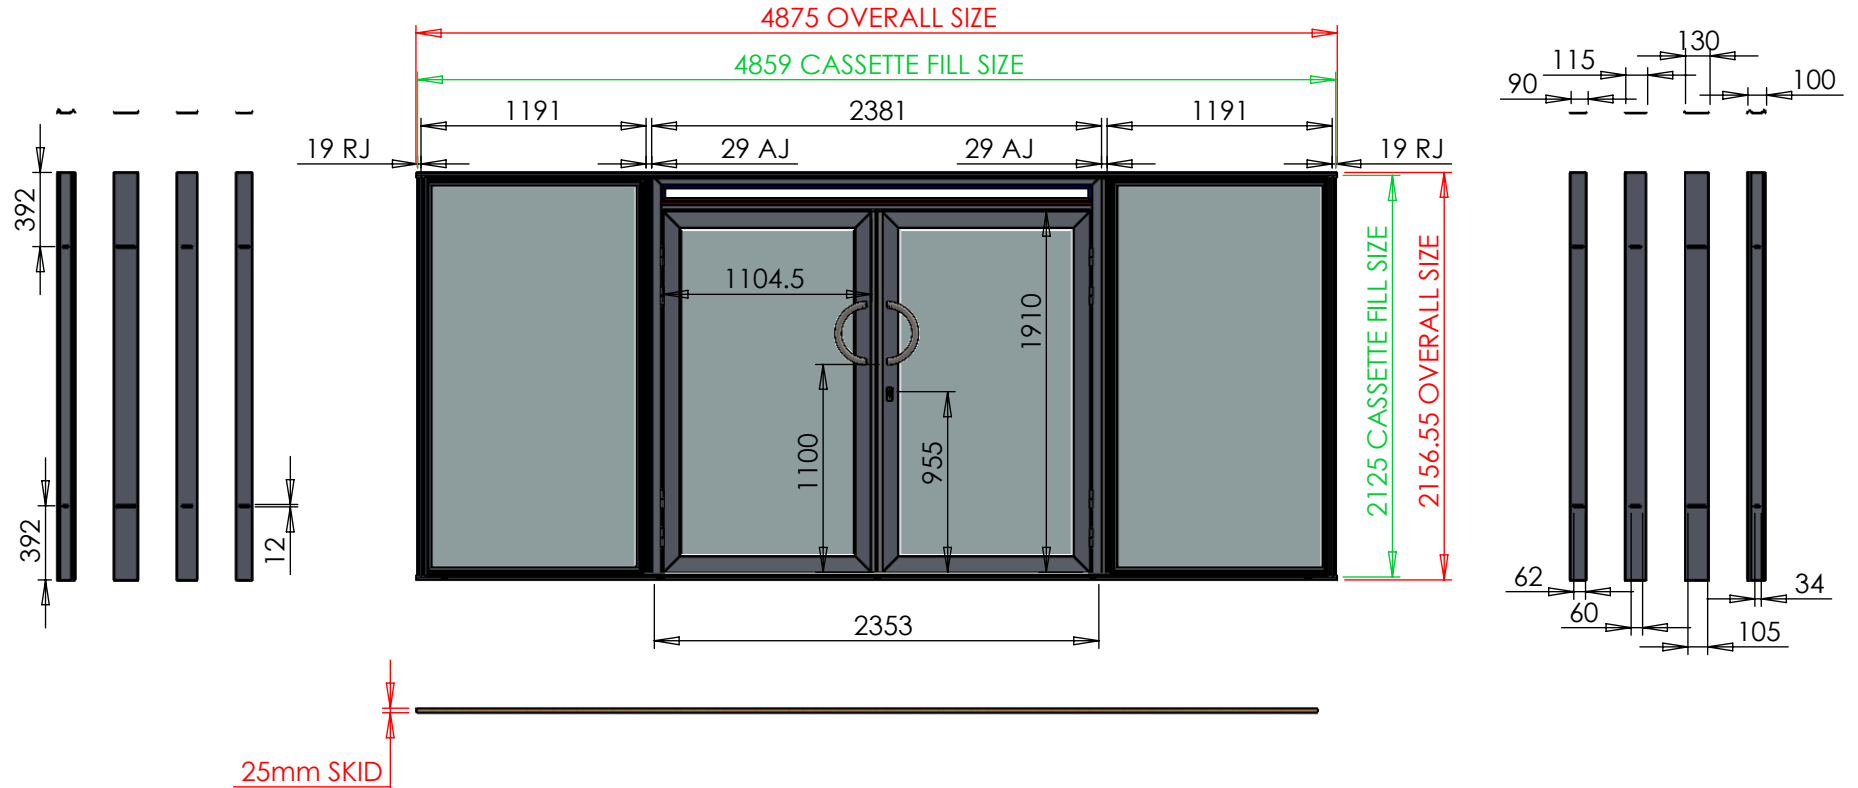 4875 OVERALL SIZE
4859 CASSETTE FILL SIZE
130
115
90
100
1191
2381
1191
19 RJ
29 AJ
29 AJ
19 RJ
392
1104.5
1910
2125 CASSETTE FILL SIZE
2156.55 OVERALL SIZE
1100
955
392
12
62
60
34
105
2353
25mm SKID